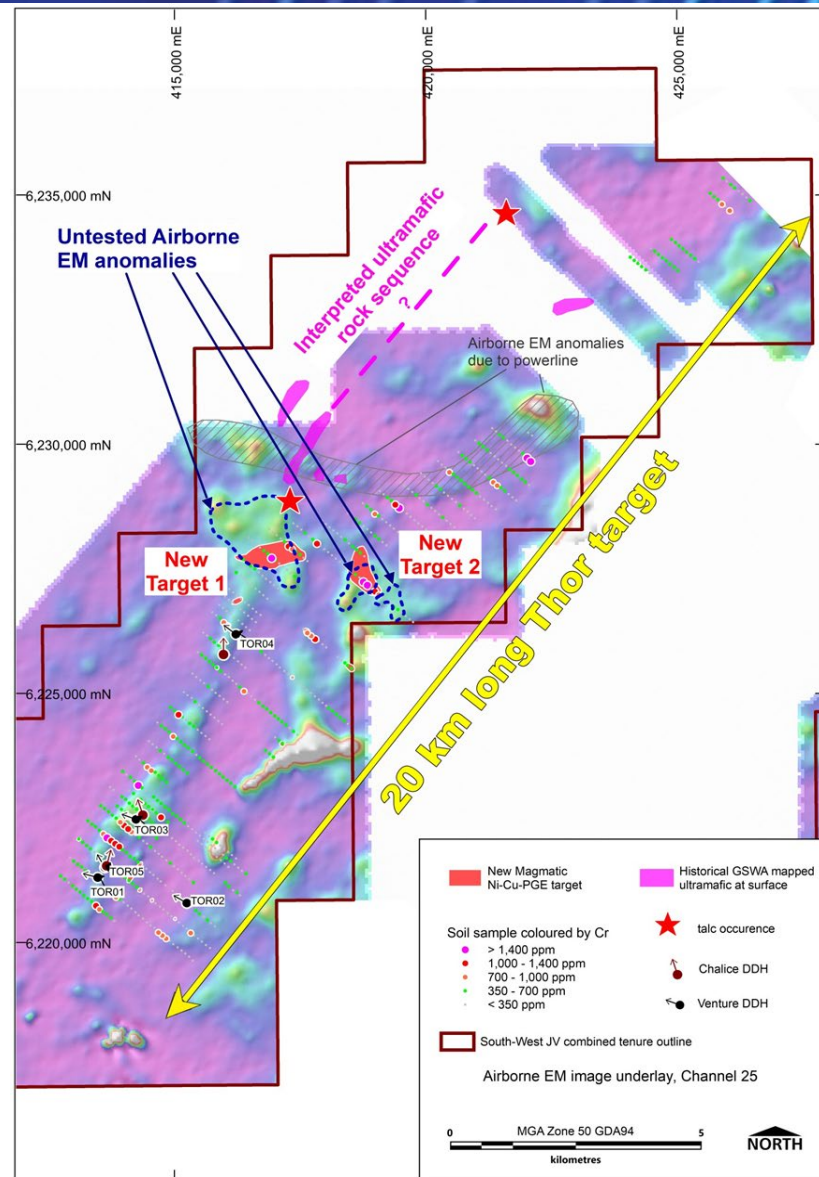 415,000 mE
420,000 mE
425,000 mE
6,235,000 mN
Untested Airborne
EM anomalies
Interpreted ultramafic
rock sequence
?
Airborne EM anomalies
due to powerline
6,230,000 mN
New
Target 1
New
Target 2
TOR04
6,225,000 mN
20 km long Thor target
TOR03
TOR05
TOR01
TOR02
6,220,000 mN
New Magmatic
Ni-Cu-PGE target
Historical GSWA mapped
ultramafic at surface
Soil sample coloured by Cr
> 1,400 ppm
1,000 - 1,400 ppm
700 - 1,000 ppm
350 - 700 ppm
< 350 ppm
talc occurence
Chalice DDH
Venture DDH
South-West JV combined tenure outline
Airborne EM image underlay, Channel 25
MGA Zone 50 GDA94
0
5
kilometres
NORTH